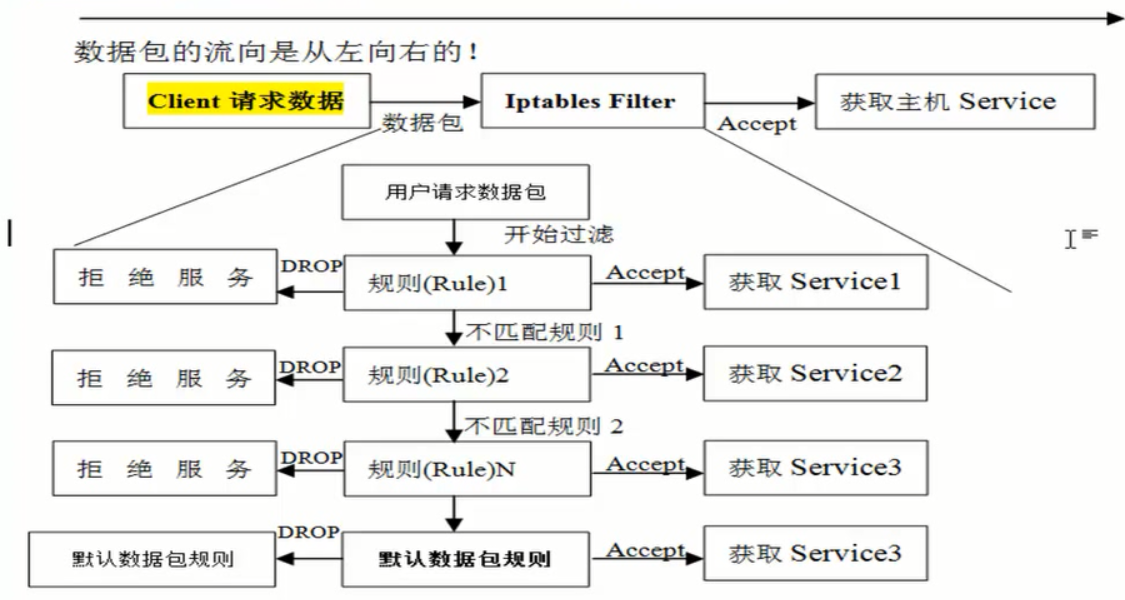 数据包的流向是从左向右的！
Client 请求数据
数据包
Iptables Filter
Accept
获取主机 Service
用户请求数据包
开始过滤
拒 绝 服 务
DROP
规则(Rule)1
Accept
获取 Service1
不匹配规则 1
拒 绝 服 务
DROP
规则(Rule)2
Accept
获取 Service2
不匹配规则 2
拒 绝 服 务
DROP
规则(Rule)N
Accept
获取 Service3
默认数据包规则
DROP
默认数据包规则
Accept
获取 Service3